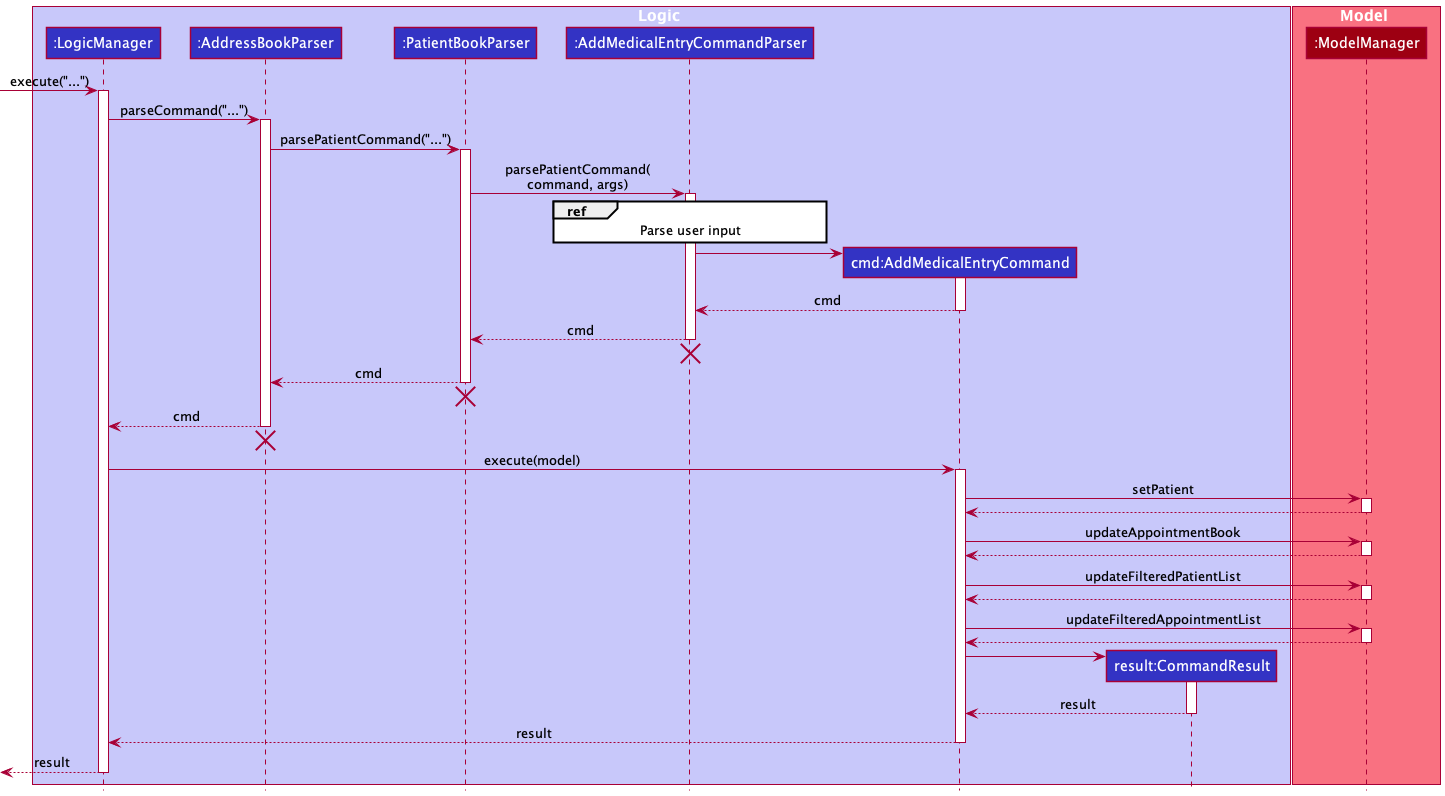 Logic
Model
:LogicManager
:AddressBookParser
:PatientBookParser
:AddMedicalEntryCommandParser
:ModelManager
execute("...")
parseCommand("...")
parsePatientCommand("...")
parsePatientCommand(
command, args)
ref
Parse user input
cmd:AddMedicalEntryCommand
cmd
cmd
cmd
cmd
execute(model)
setPatient
updateAppointmentBook
updateFilteredPatientList
updateFilteredAppointmentList
result:CommandResult
result
result
result